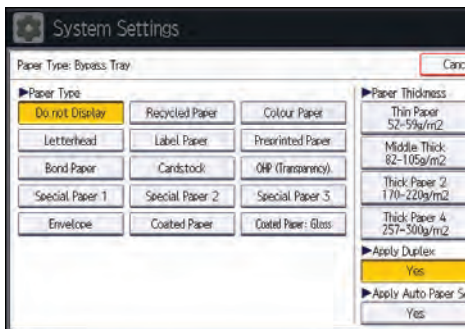 System Settings
Paper Type: Bypass Tray
Canc
►Paper Type
Do not Display
Recycled Paper
Colour Paper
Letterhead
Label Paper
Preprinted Paper
Bond Paper
Cardstock
OHP (Transparency)
Special Paper 1
Special Paper 2
Special Paper 3
Envelope
Coated Paper
Coated Paper: Gloss
►Paper Thickness
Thin Paper
52-59g/m2
Middle Thick
82-105g/m2
Thick Paper 2
170-220g/m2
Thick Paper 4
257-300g/m2
►Apply Duplex
Yes
►Apply Auto Paper Se
Yes